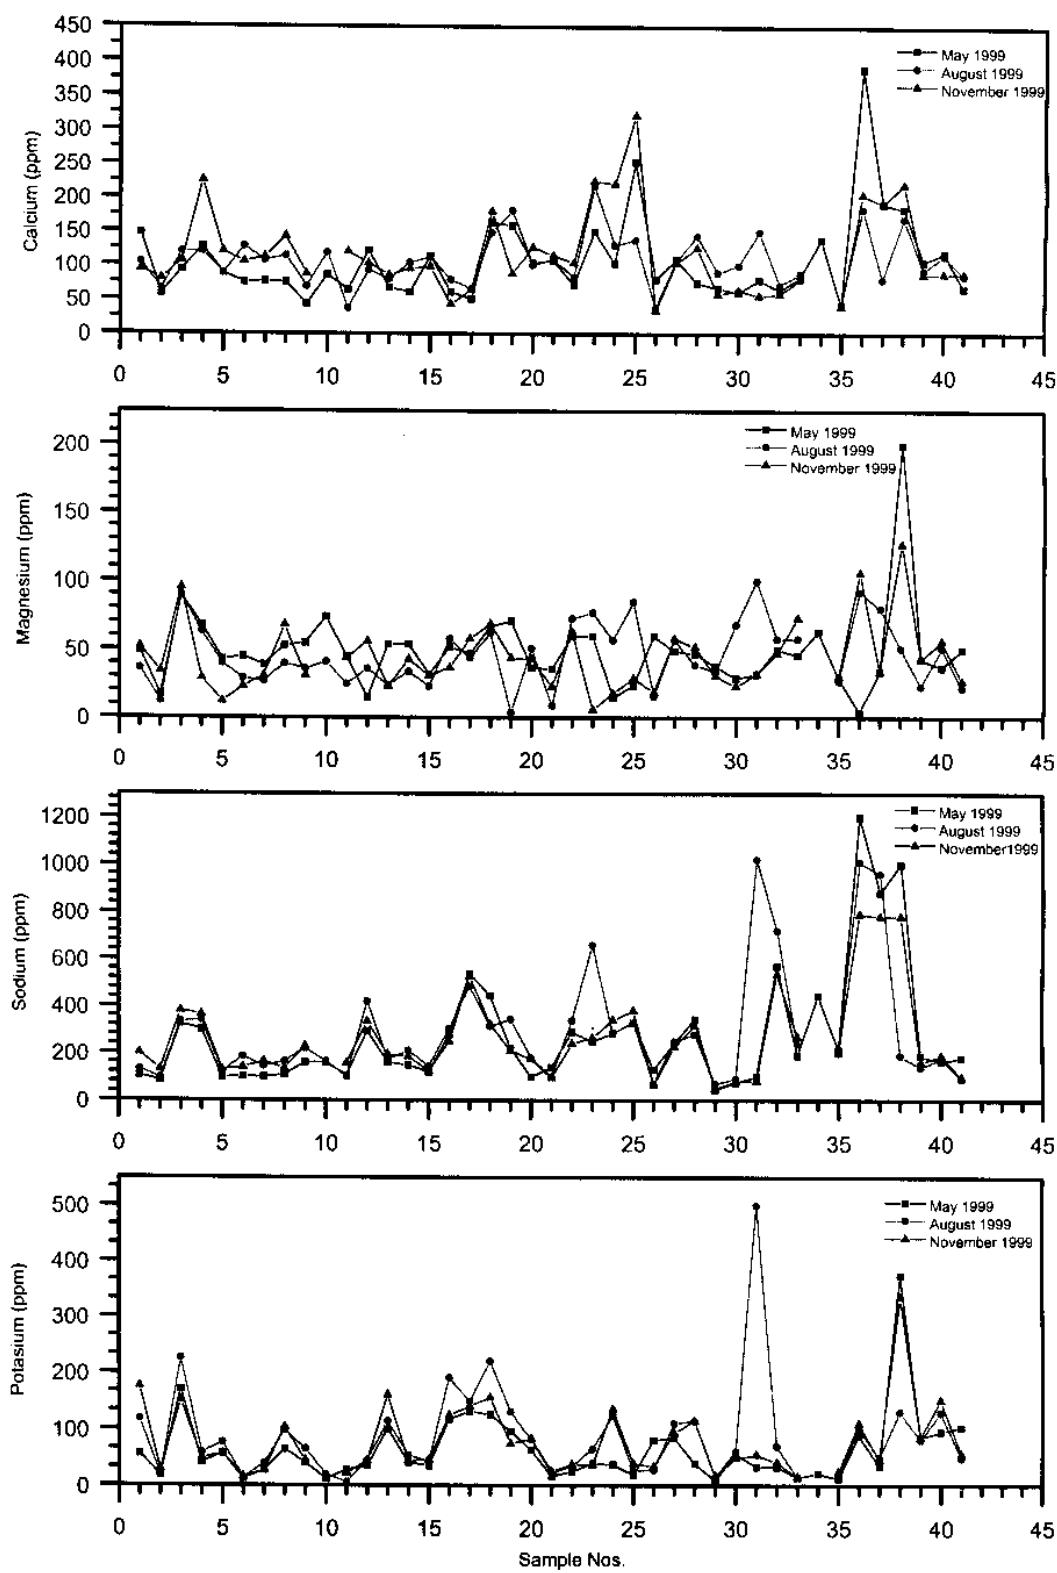 450
400
350
300
250
200
150
100
50
0
Calcium (ppm)
May 1999
August 1999
November 1999
0 5 10 15 20 25 30 35 40 45
200
150
100
50
0
Magnesium (ppm)
May 1999
August 1999
November 1999
0 5 10 15 20 25 30 35 40 45
1200
1000
800
600
400
200
0
Sodium (ppm)
May 1999
August 1999
November1999
0 5 10 15 20 25 30 35 40 45
500
400
300
200
100
0
Potasium (ppm)
May 1999
August 1999
November 1999
0 5 10 15 20 25 30 35 40 45
Sample Nos.